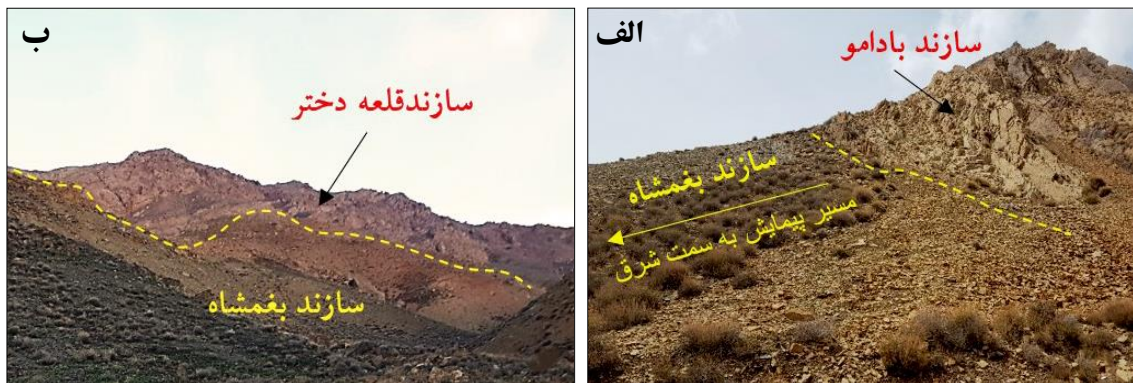 الف
سازند بادامو
سازند بغمشاه
مسیر پیمایش به سمت شرق
ب
سازندقلعه دختر
سازند بغمشاه